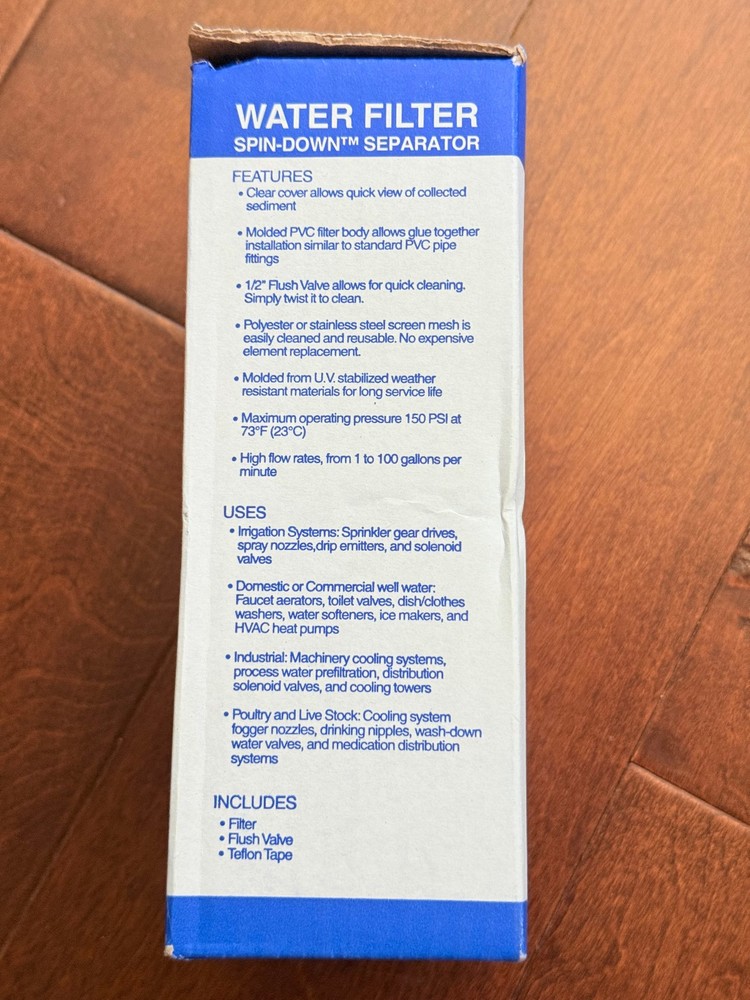 WATER FILTER
SPIN-DOWN™ SEPARATOR
FEATURES
• Clear cover allows quick view of collected
sediment
• Molded PVC filter body allows glue together
installation similar to standard PVC pipe
fittings
• 1/2" Flush Valve allows for quick cleaning.
Simply twist it to clean.
• Polyester or stainless steel screen mesh is
easily cleaned and reusable. No expensive
element replacement.
• Molded from U.V. stabilized weather
resistant materials for long service life
• Maximum operating pressure 150 PSI at
73°F (23°C)
• High flow rates, from 1 to 100 gallons per
minute
USES
• Irrigation Systems: Sprinkler gear drives,
spray nozzles,drip emitters, and solenoid
valves
• Domestic or Commercial well water:
Faucet aerators, toilet valves, dish/clothes
washers, water softeners, ice makers, and
HVAC heat pumps
• Industrial: Machinery cooling systems,
process water prefiltration, distribution
solenoid valves, and cooling towers
• Poultry and Live Stock: Cooling system
fogger nozzles, drinking nipples, wash-down
water valves, and medication distribution
systems
INCLUDES
• Filter
• Flush Valve
• Teflon Tape